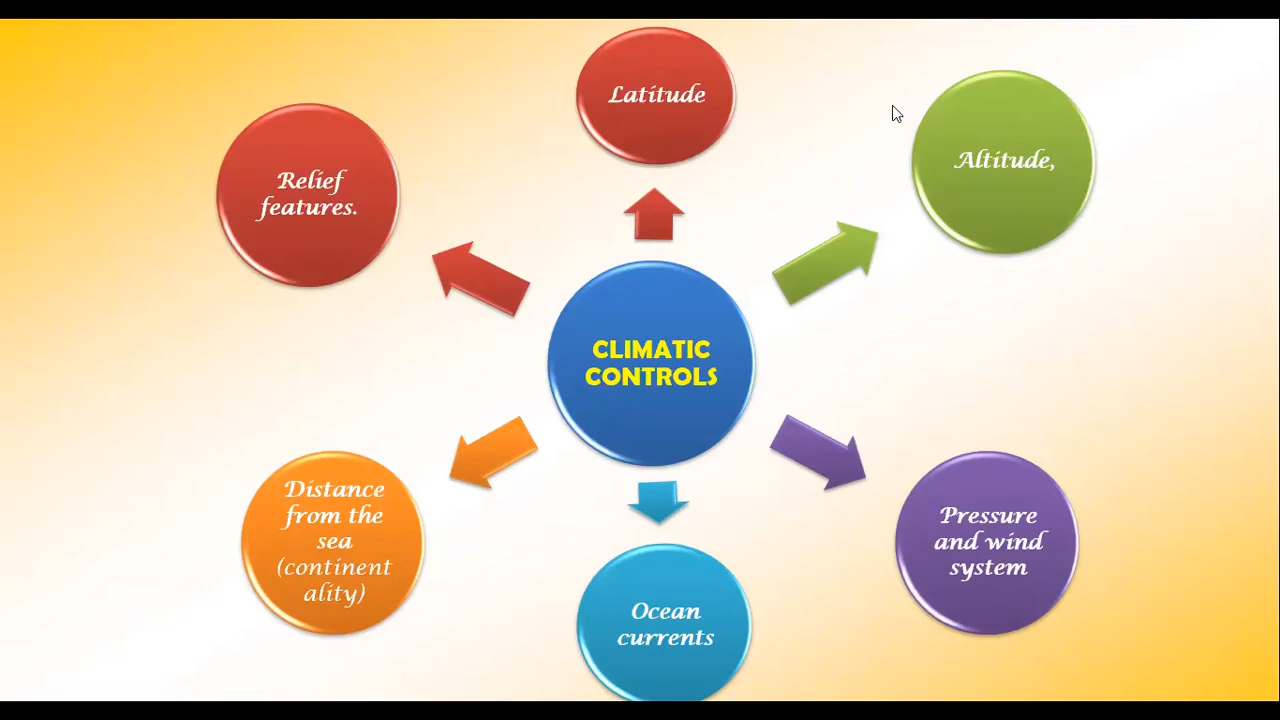 Latitude
Altitude,
Relief
features.
CLIMATIC
CONTROLS
Distance
from the
sea
(continent
ality)
Pressure
and wind
system
Ocean
currents